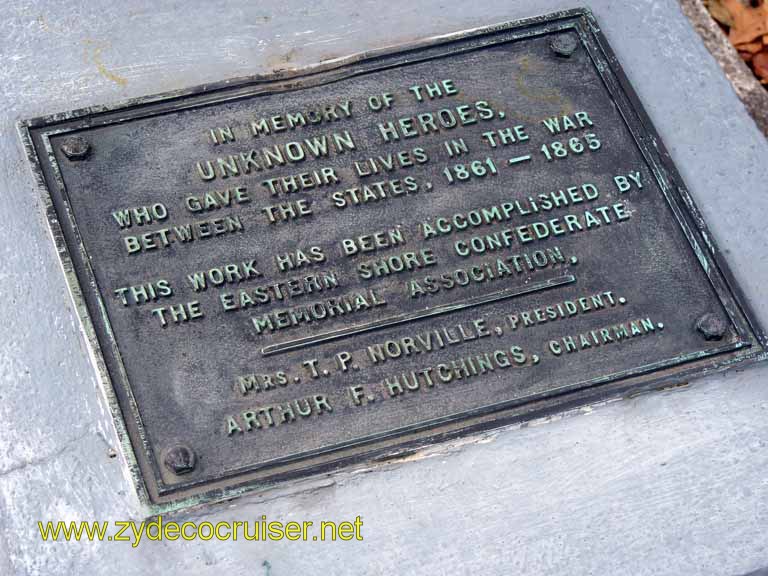 IN MEMORY OF THE
UNKNOWN HEROES,
WHO GAVE THEIR LIVES IN THE WAR
BETWEEN THE STATES, 1861 — 1865
THIS WORK HAS BEEN ACCOMPLISHED BY
THE EASTERN SHORE CONFEDERATE
MEMORIAL ASSOCIATION.
MRS. T. P. NORVILLE, PRESIDENT.
ARTHUR F. HUTCHINGS, CHAIRMAN.
www.zydecocruiser.net